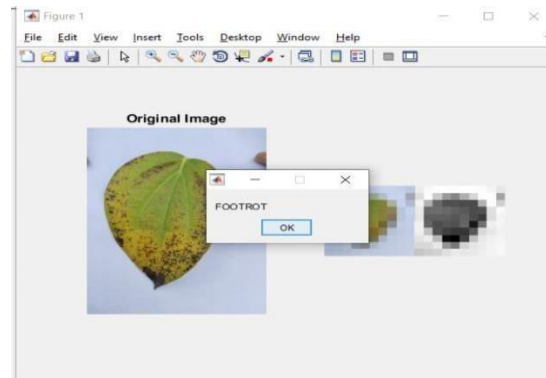 Figure 1
File Edit View Insert Tools Desktop Window Help
Original Image
FOOTROT
OK